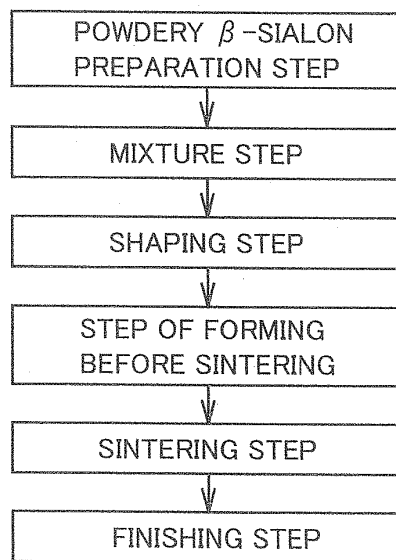 POWDERY β-SIALON
PREPARATION STEP
MIXTURE STEP
SHAPING STEP
STEP OF FORMING
BEFORE SINTERING
SINTERING STEP
FINISHING STEP